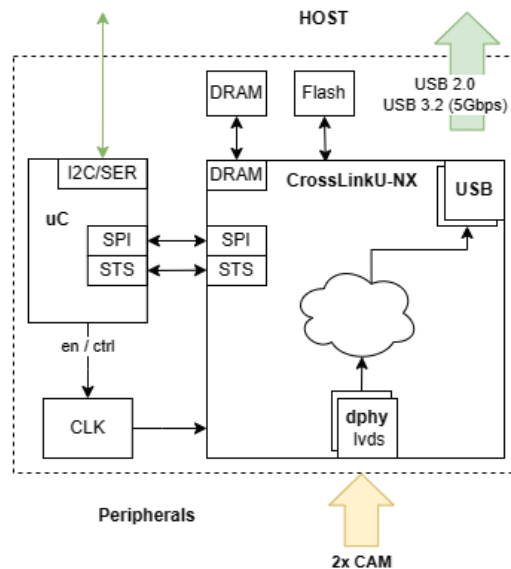 HOST
USB 2.0
USB 3.2 (5Gbps)
DRAM
Flash
I2C/SER
DRAM
CrossLinkU-NX
USB
uC
SPI
SPI
STS
STS
en / ctrl
CLK
dphy
lvds
Peripherals
2x CAM